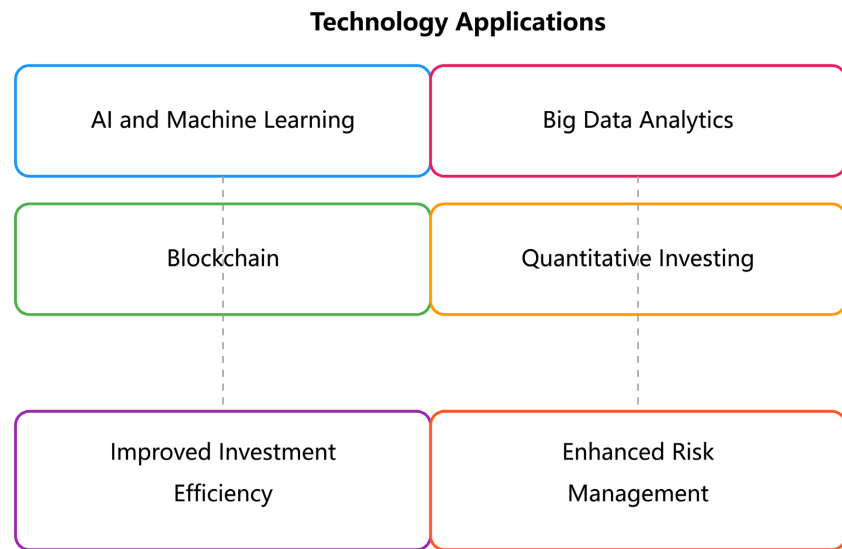 Technology Applications
AI and Machine Learning
Big Data Analytics
Blockchain
Quantitative Investing
Improved Investment
Efficiency
Enhanced Risk
Management